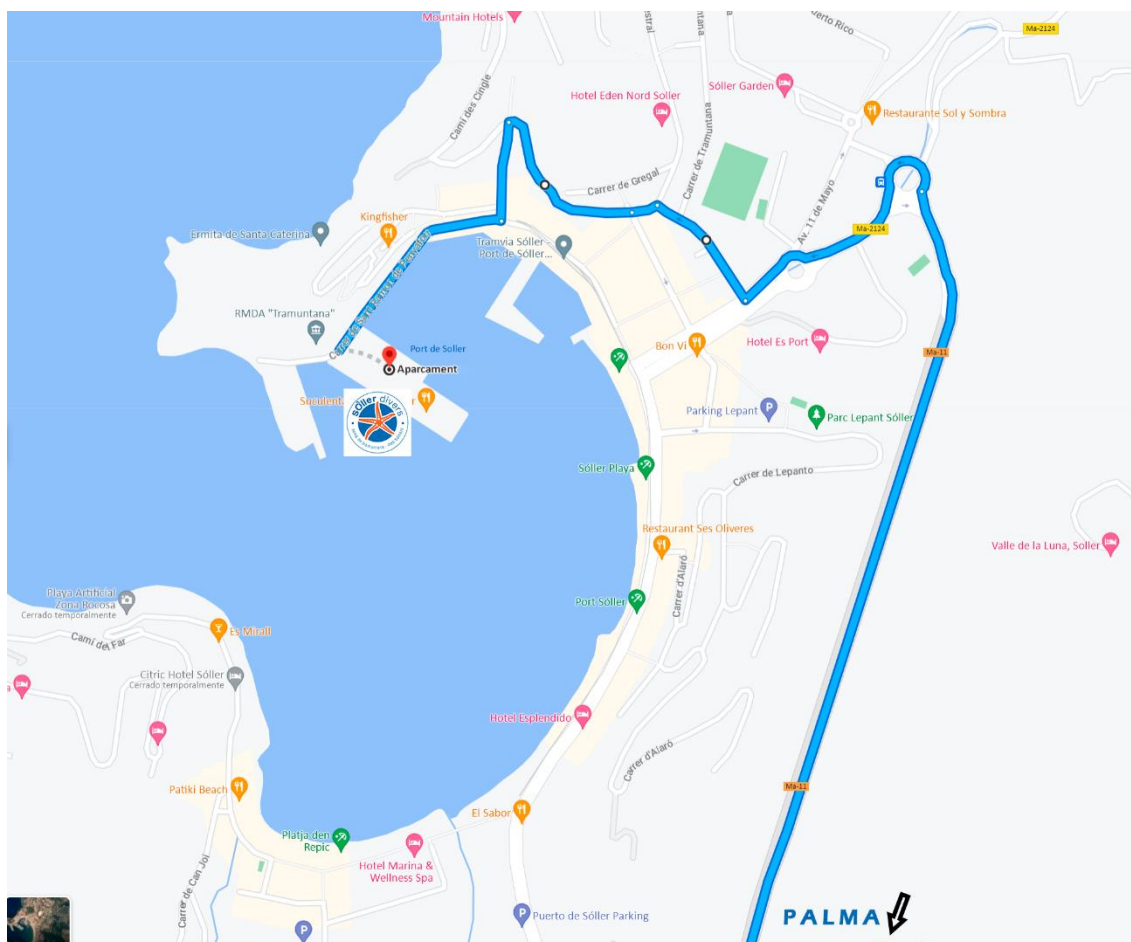 Mountain Hotels
Ma-2124
Sóller Garden
Hotel Eden Nord Soller
Restaurante Sol y Sombra
Camí des Cingle
Carrer de Tramuntana
Carrer de Gregal
Av. 11 de Mayo
Kingfisher
Ermita de Santa Caterina
Tramvia Sóller -
Port de Sóller...
Ma-2124
RMDA "Tramuntana"
Port de Soller
Aparcament
Bon Vi
Hotel Es Port
Ma-11
sóller divers
Parking Lepant
Parc Lepant Sóller
Sóller Playa
Carrer de Lepanto
Restaurant Ses Oliveres
Valle de la Luna, Soller
Carrer d'Alaró
Playa Artificial
Zona Rocosa
Cerrado temporalmente
Port Sóller
Es Mirall
Camí del Far
Citric Hotel Sóller
Cerrado temporalmente
Hotel Esplendido
Carrer d'Alaró
Patiki Beach
Ma-11
El Sabor
Platja den
Repic
Hotel Marina &
Wellness Spa
Carrer de Can Joi
Puerto de Sóller Parking
PALMA